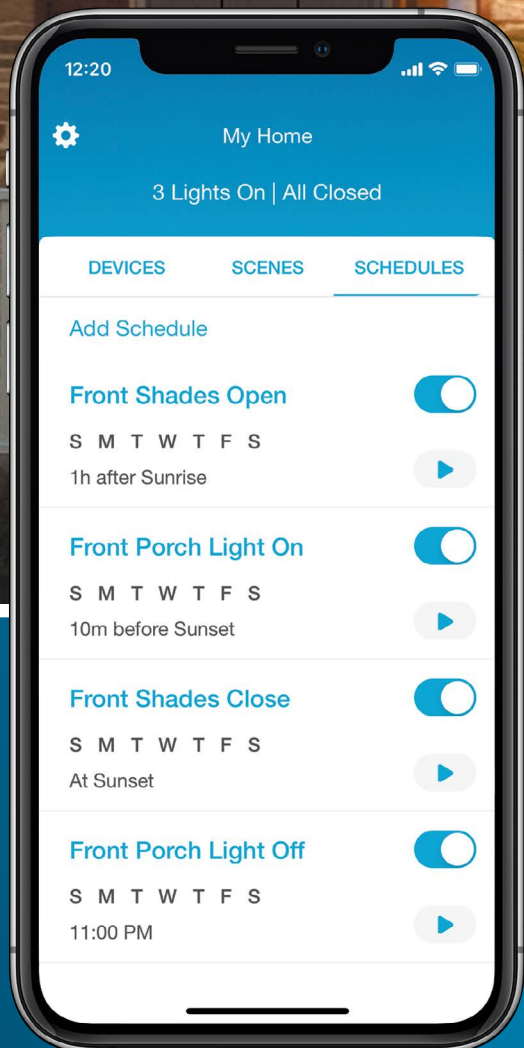 12:20
My Home
3 Lights On | All Closed
DEVICES SCENES SCHEDULES
Add Schedule
Front Shades Open
S M T W T F S
1h after Sunrise
Front Porch Light On
S M T W T F S
10m before Sunset
Front Shades Close
S M T W T F S
At Sunset
Front Porch Light Off
S M T W T F S
11:00 PM